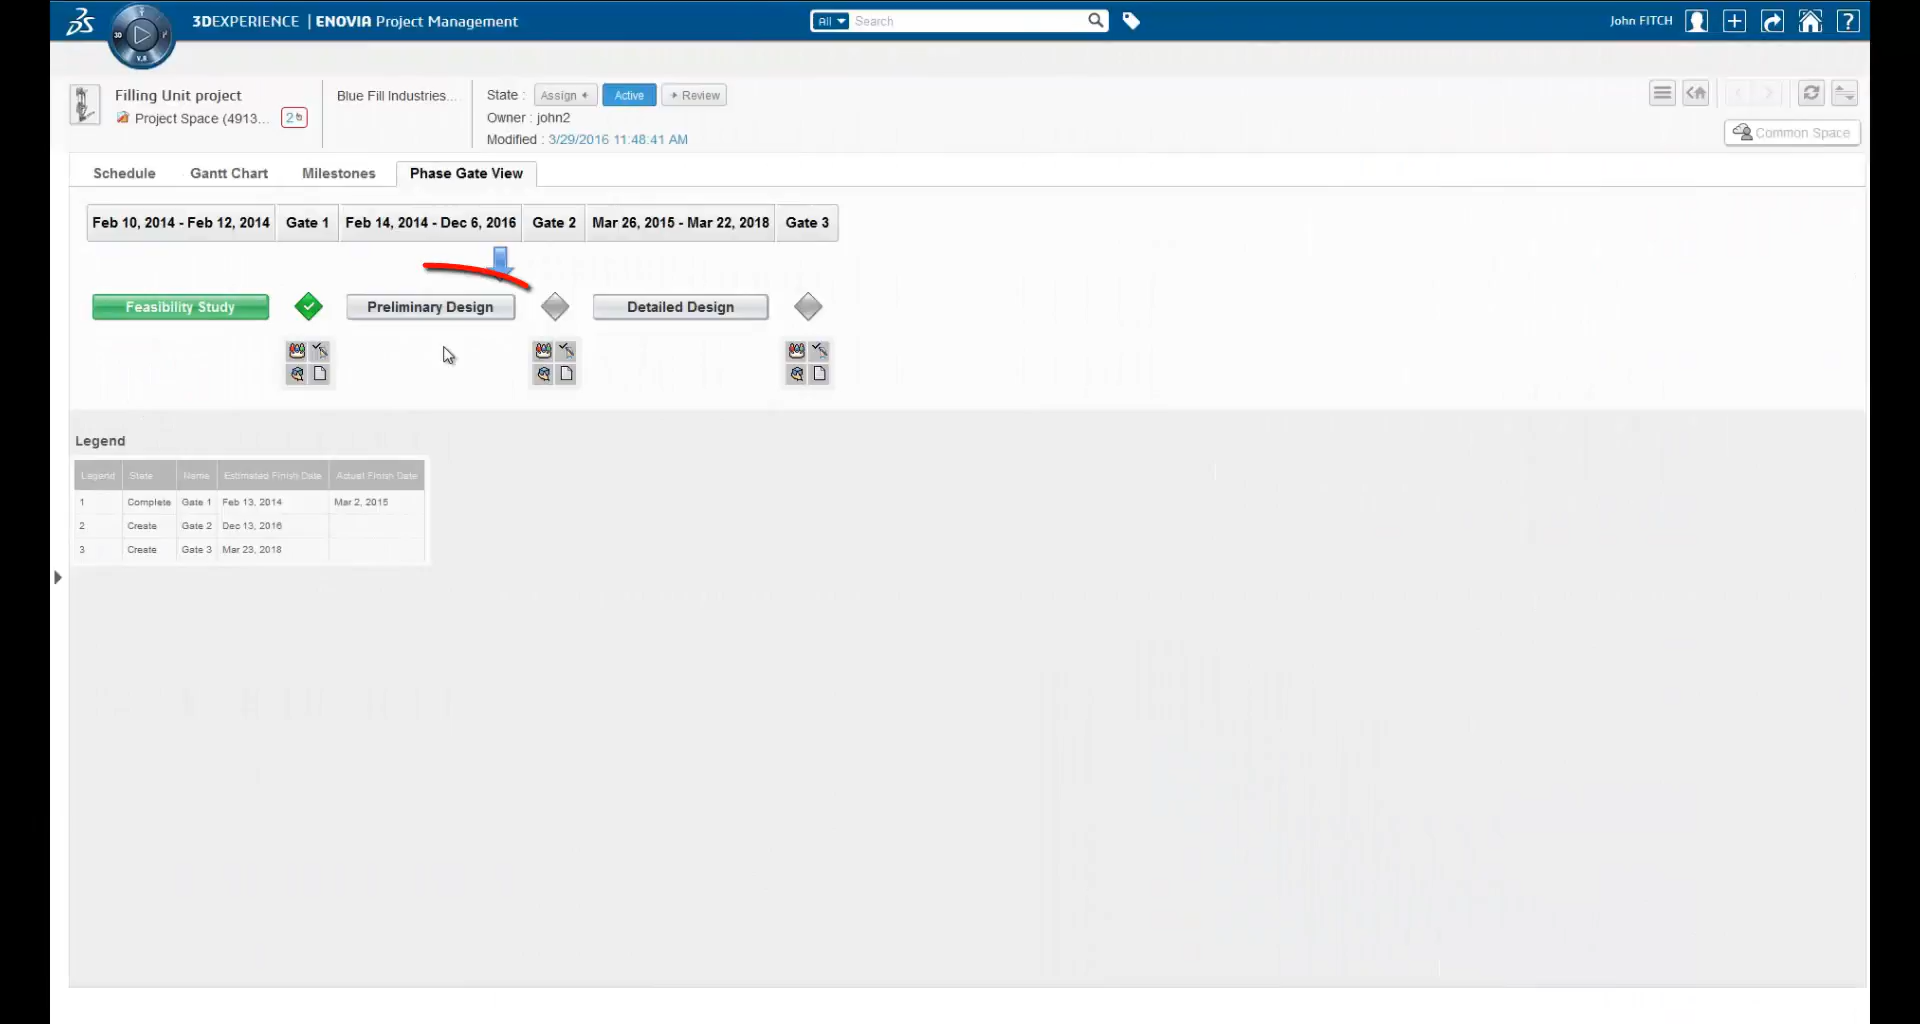 3DEXPERIENCE | ENOVIA Project Management
All
Search
John FITCH
3D
V.R
Filling Unit project
Project Space (4913...
2
Blue Fill Industries...
State :
Assign
Active
Review
Owner : john2
Modified : 3/29/2016 11:48:41 AM
Common Space
Schedule
Gantt Chart
Milestones
Phase Gate View
Feb 10, 2014 - Feb 12, 2014
Gate 1
Feb 14, 2014 - Dec 6, 2016
Gate 2
Mar 26, 2015 - Mar 22, 2018
Gate 3
Feasibility Study
Preliminary Design
Detailed Design
Legend
Legend State Name Estimated Finish Date Actual Finish Date
1 Complete Gate 1 Feb 13, 2014 Mar 2, 2015
2 Create Gate 2 Dec 13, 2016
3 Create Gate 3 Mar 23, 2018